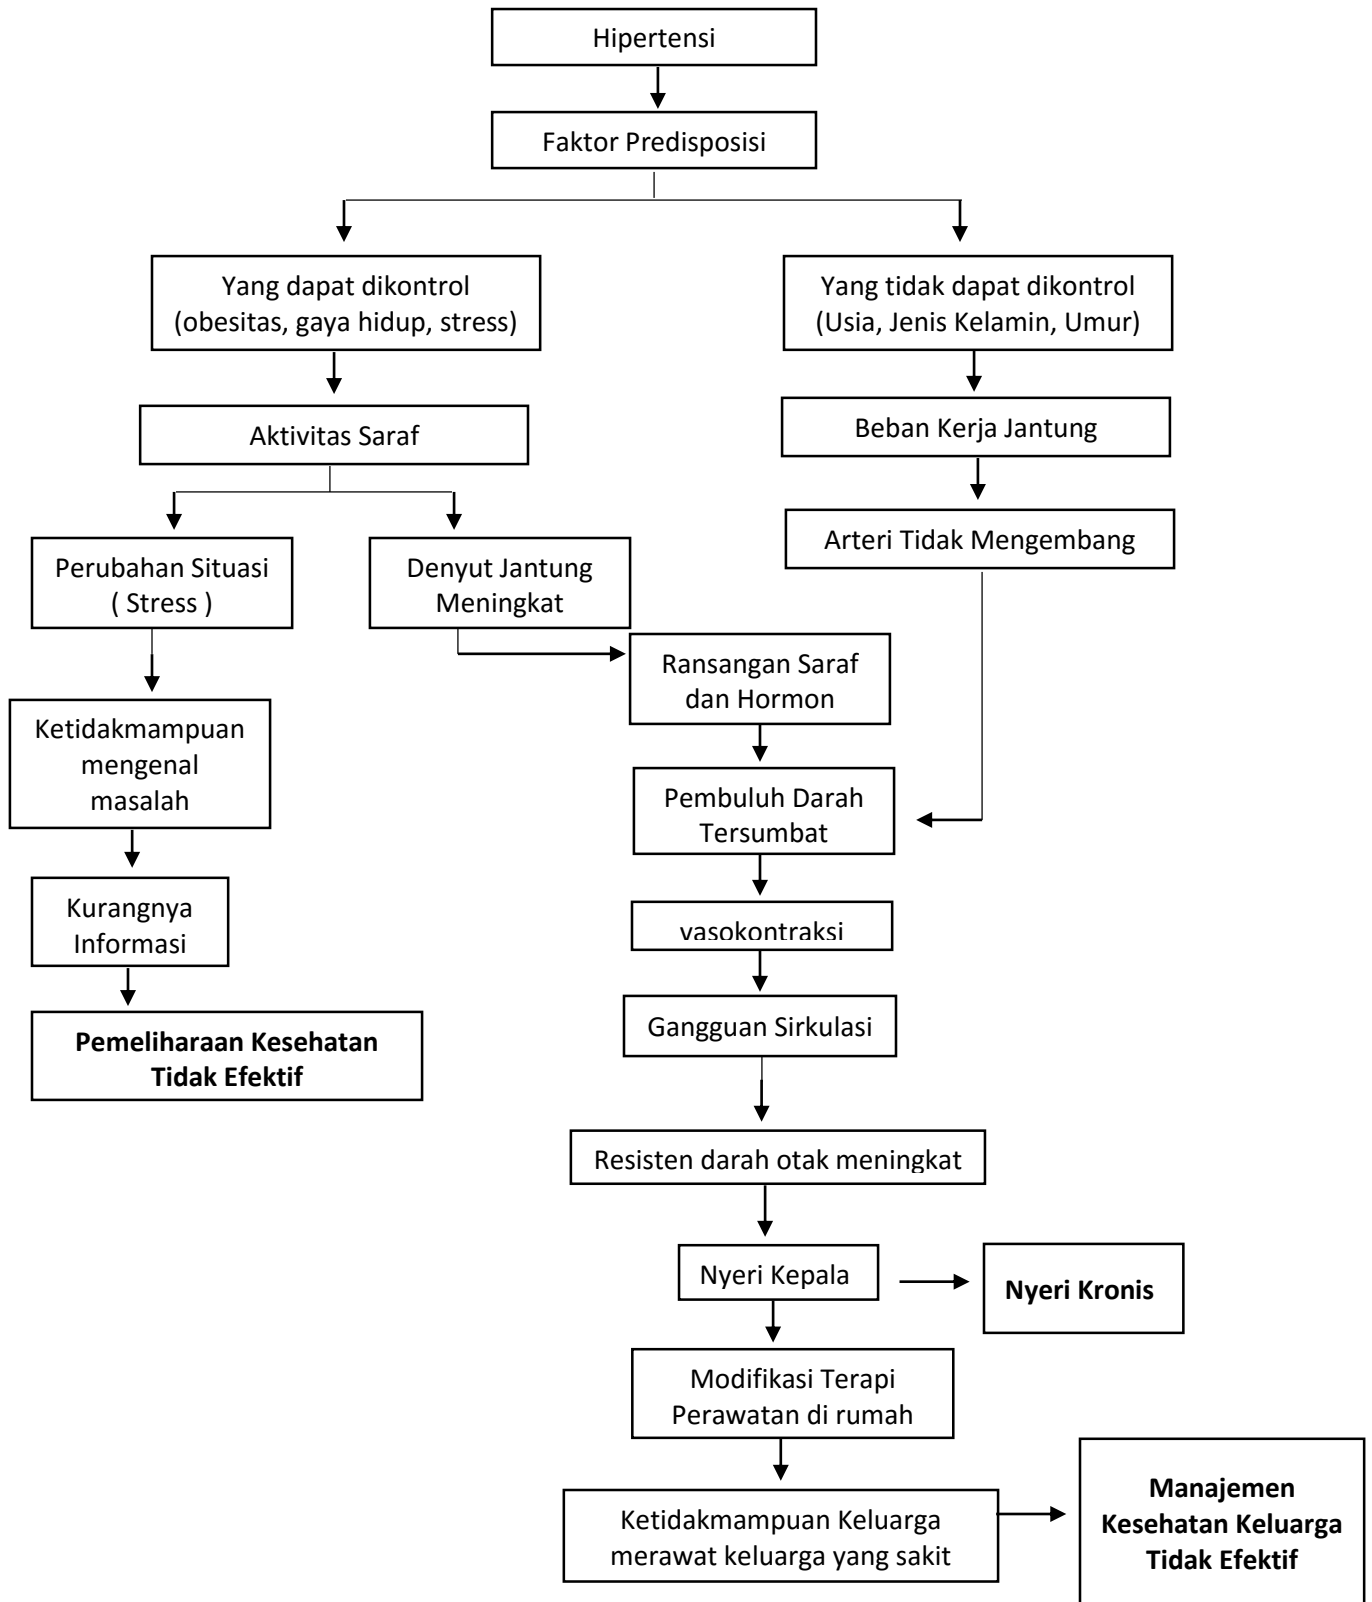 Hipertensi
Faktor Predisposisi
Yang dapat dikontrol
(obesitas, gaya hidup, stress)
Yang tidak dapat dikontrol
(Usia, Jenis Kelamin, Umur)
Aktivitas Saraf
Beban Kerja Jantung
Arteri Tidak Mengembang
Perubahan Situasi
( Stress )
Denyut Jantung
Meningkat
Ransangan Saraf
dan Hormon
Ketidakmampuan
mengenal
masalah
Pembuluh Darah
Tersumbat
Kurangnya
Informasi
vasokontraksi
Pemeliharaan Kesehatan
Tidak Efektif
Gangguan Sirkulasi
Resisten darah otak meningkat
Nyeri Kepala
Nyeri Kronis
Modifikasi Terapi
Perawatan di rumah
Ketidakmampuan Keluarga
merawat keluarga yang sakit
Manajemen
Kesehatan Keluarga
Tidak Efektif